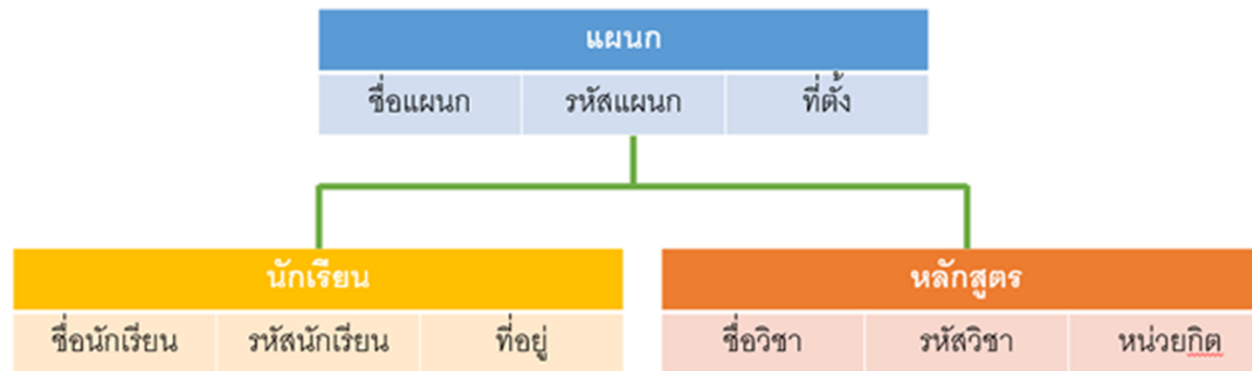 แผนก
ชื่อแผนก รหัสแผนก ที่ตั้ง
นักเรียน
ชื่อนักเรียน รหัสนักเรียน ที่อยู่
หลักสูตร
ชื่อวิชา รหัสวิชา หน่วยกิต